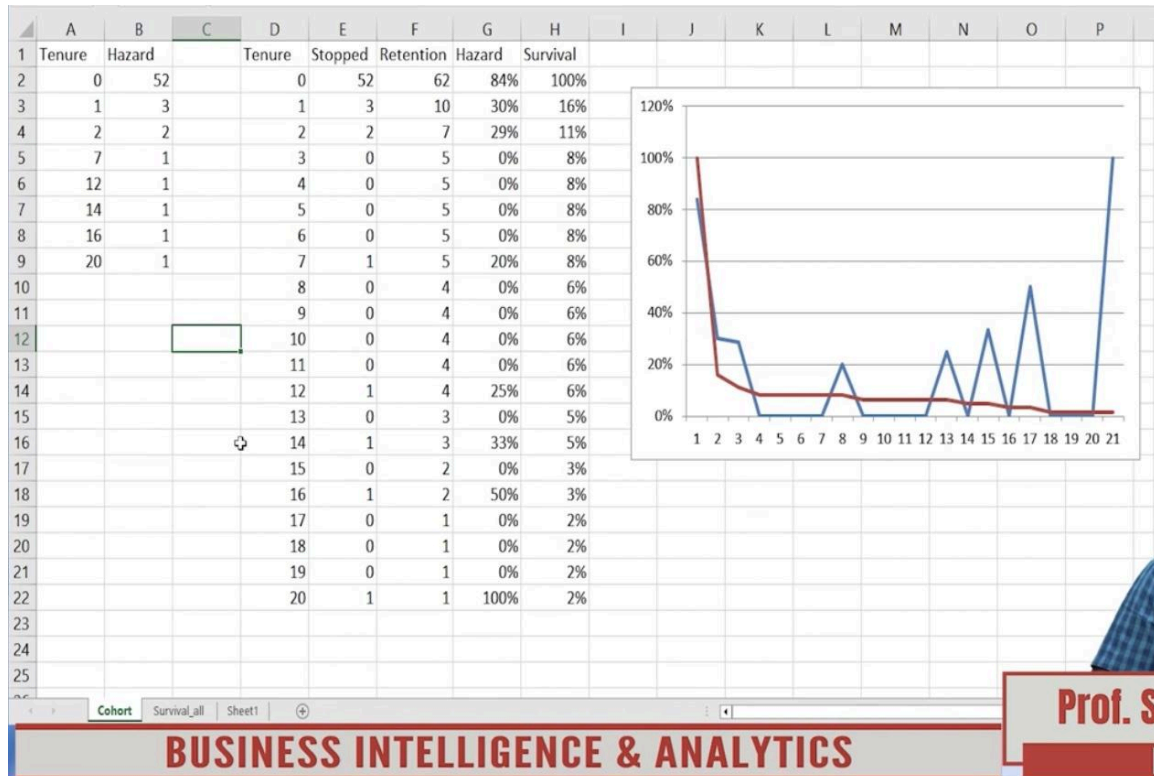 A B C D E F G H I J K L M N O P
1 Tenure Hazard Tenure Stopped Retention Hazard Survival
2 0 52 0 52 62 84% 100%
3 1 3 1 3 10 30% 16%
4 2 2 2 2 7 29% 11%
5 7 1 3 0 5 0% 8%
6 12 1 4 0 5 0% 8%
7 14 1 5 0 5 0% 8%
8 16 1 6 0 5 0% 8%
9 20 1 7 1 5 20% 8%
10 8 0 4 0% 6%
11 9 0 4 0% 6%
12 10 0 4 0% 6%
13 11 0 4 0% 6%
14 12 1 4 25% 6%
15 13 0 3 0% 5%
16 14 1 3 33% 5%
17 15 0 2 0% 3%
18 16 1 2 50% 3%
19 17 0 1 0% 2%
20 18 0 1 0% 2%
21 19 0 1 0% 2%
22 20 1 1 100% 2%
23
24
25
120%
100%
80%
60%
40%
20%
0%
1 2 3 4 5 6 7 8 9 10 11 12 13 14 15 16 17 18 19 20 21
Cohort Survival_all Sheet1
Prof. S
BUSINESS INTELLIGENCE & ANALYTICS